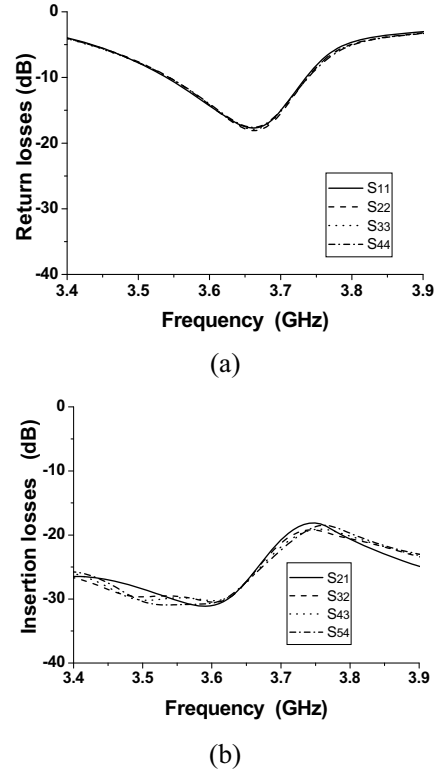 0
-10
-20
-30
-40
Return losses (dB)
S11
S22
S33
S44
3.4 3.5 3.6 3.7 3.8 3.9
Frequency (GHz)
(a)
0
-10
-20
-30
-40
Insertion losses (dB)
S21
S32
S43
S54
3.4 3.5 3.6 3.7 3.8 3.9
Frequency (GHz)
(b)